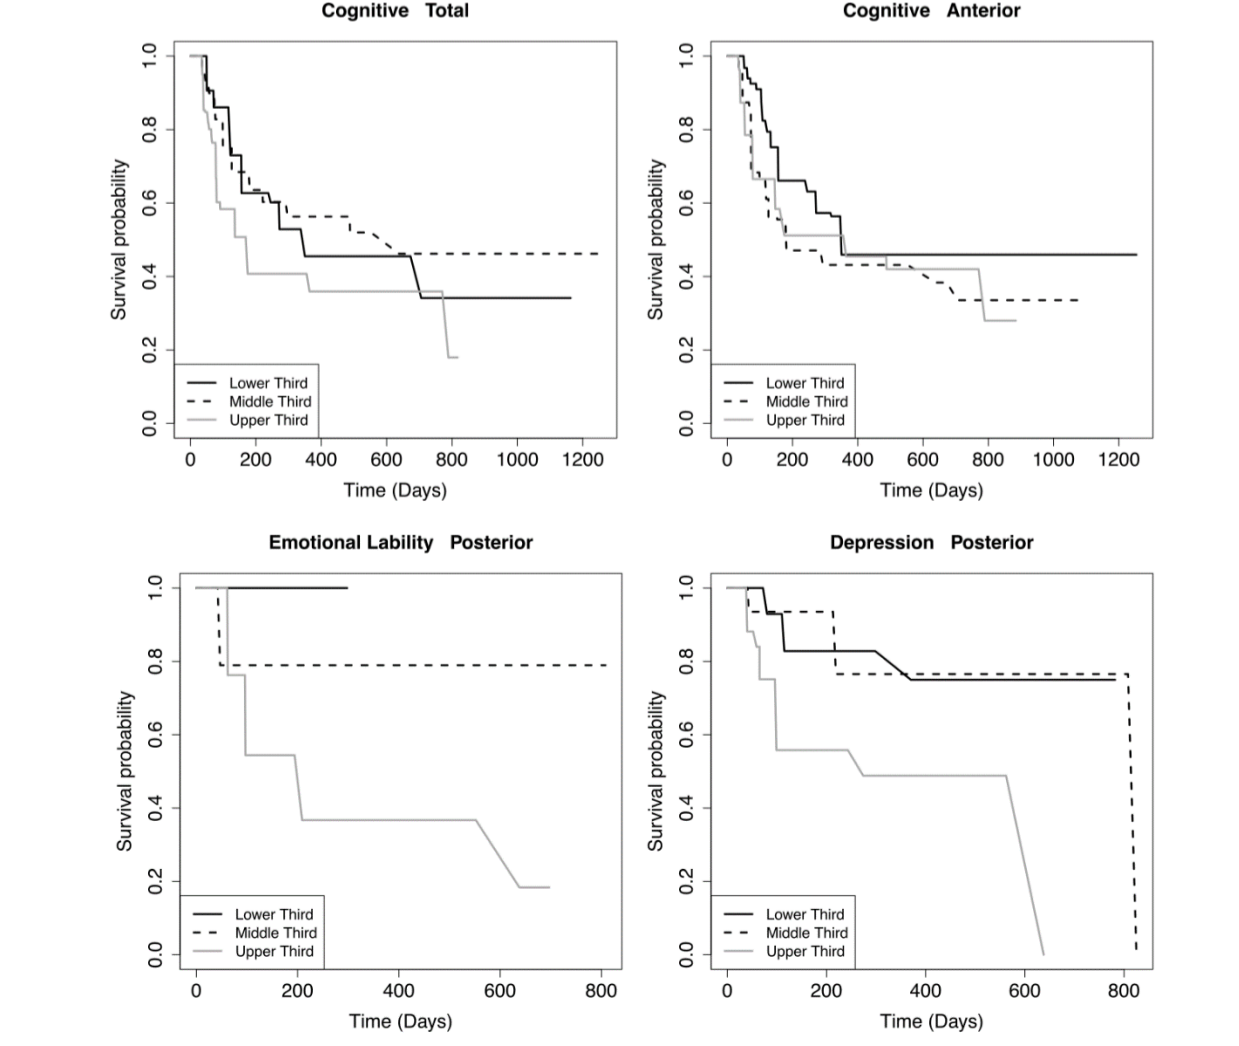 Cognitive Total
Survival probability
0.0 0.2 0.4 0.6 0.8 1.0
Lower Third
Middle Third
Upper Third
0 200 400 600 800 1000 1200
Time (Days)
Cognitive Anterior
Survival probability
0.0 0.2 0.4 0.6 0.8 1.0
Lower Third
Middle Third
Upper Third
0 200 400 600 800 1000 1200
Time (Days)
Emotional Lability Posterior
Survival probability
0.0 0.2 0.4 0.6 0.8 1.0
Lower Third
Middle Third
Upper Third
0 200 400 600 800
Time (Days)
Depression Posterior
Survival probability
0.0 0.2 0.4 0.6 0.8 1.0
Lower Third
Middle Third
Upper Third
0 200 400 600 800
Time (Days)